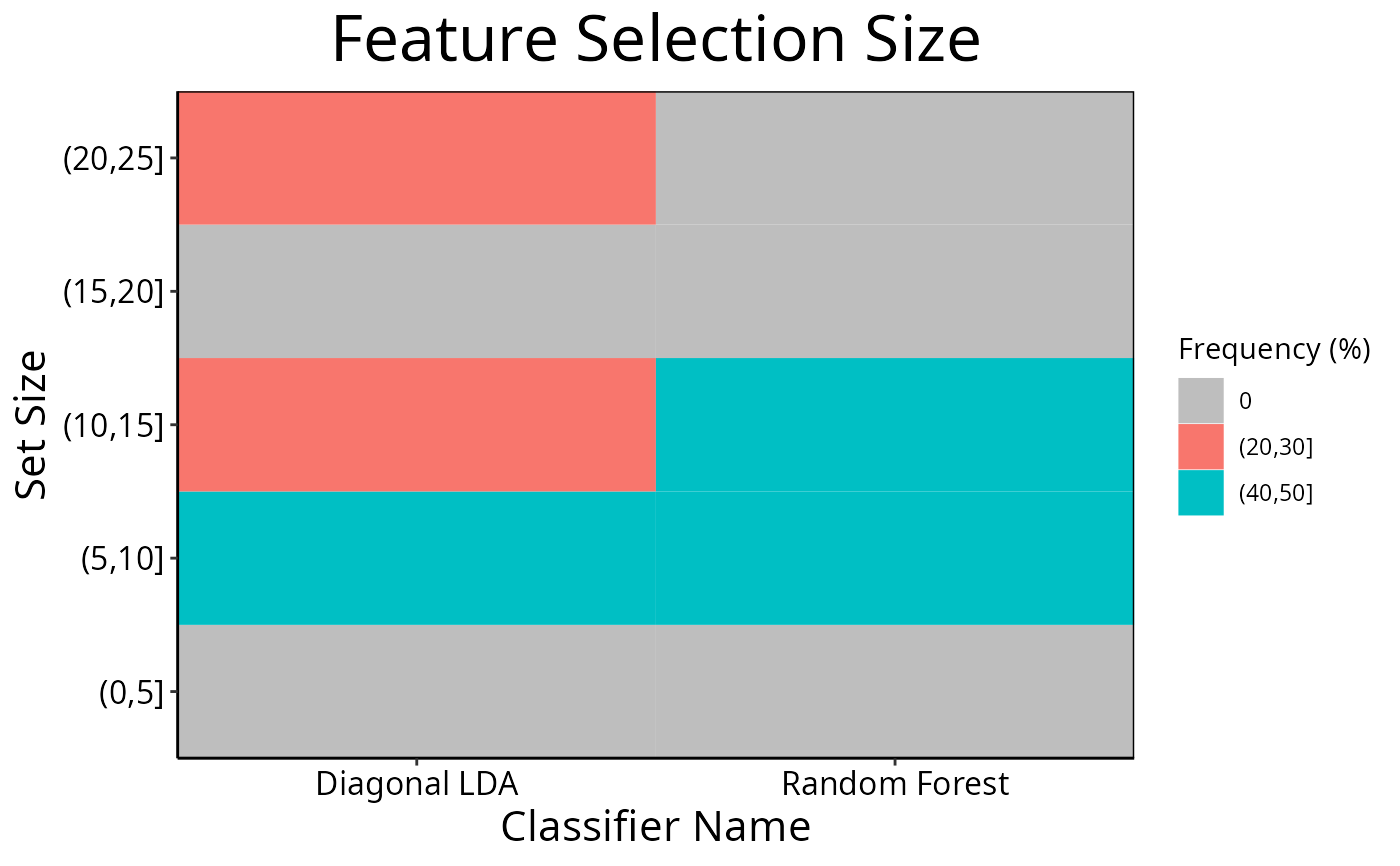 Feature Selection Size
Set Size
(20,25]
(15,20]
(10,15]
(5,10]
(0,5]
Diagonal LDA
Random Forest
Classifier Name
Frequency (%)
0
(20,30]
(40,50]